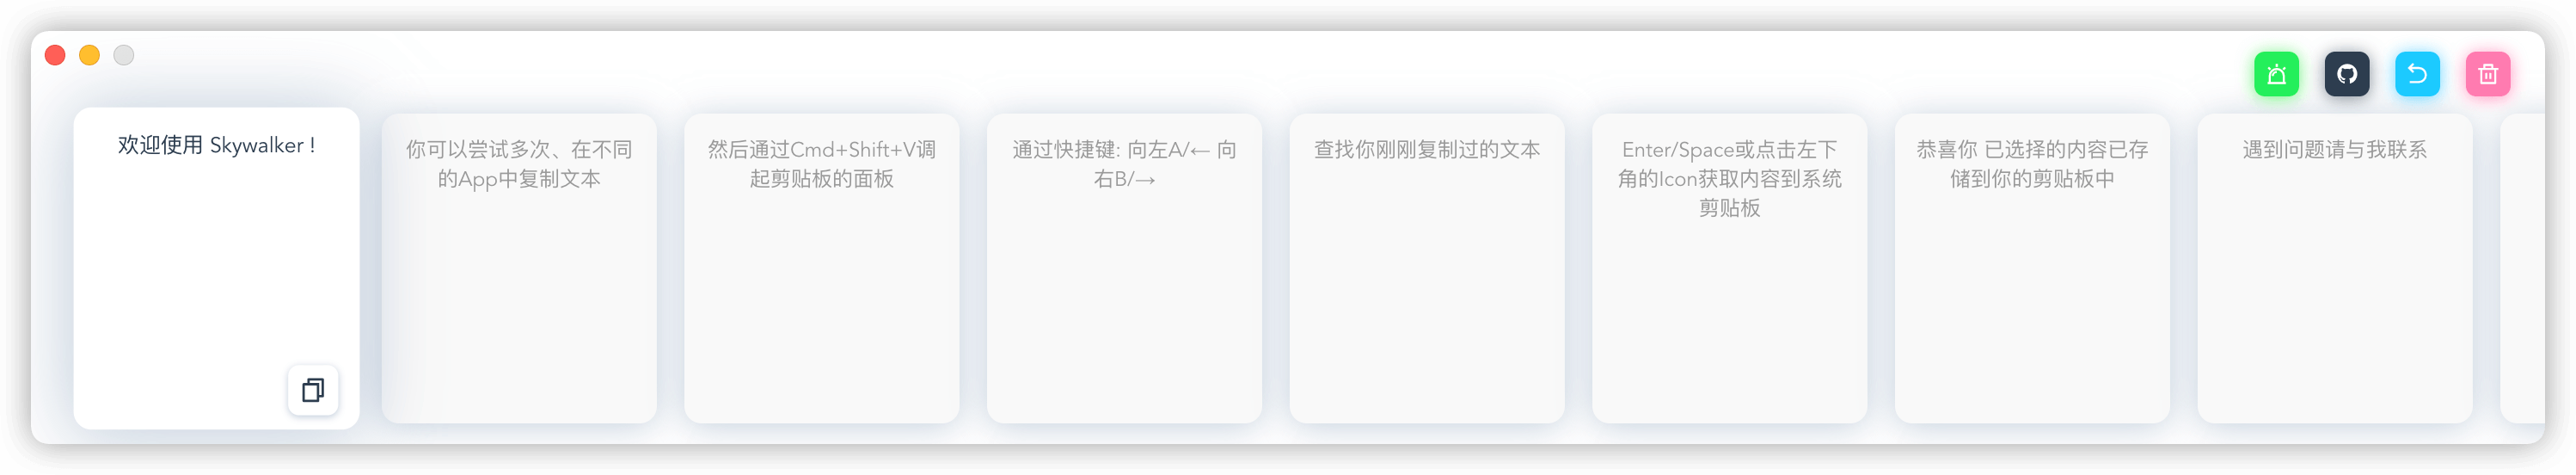 欢迎使用 Skywalker !
你可以尝试多次、在不同
的App中复制文本
然后通过Cmd+Shift+V调
起剪贴板的面板
通过快捷键: 向左A/← 向
右B/→
查找你刚刚复制过的文本
Enter/Space或点击左下
角的Icon获取内容到系统
剪贴板
恭喜你 已选择的内容已存
储到你的剪贴板中
遇到问题请与我联系